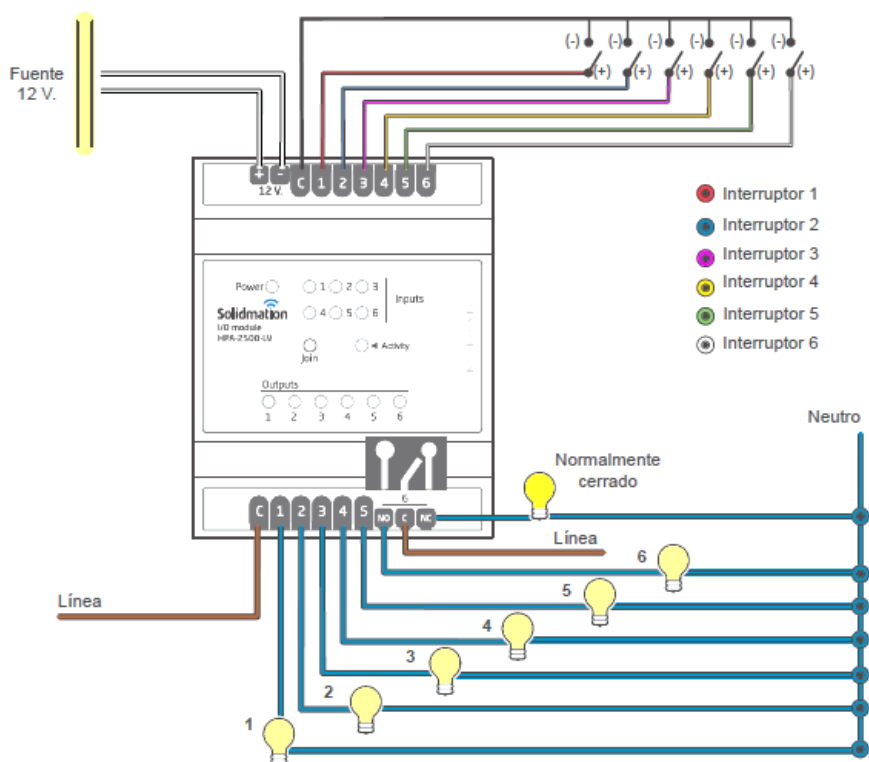 Fuente
12 V.
(-) (-) (-) (-) (-) (-)
(+) (+) (+) (+) (+) (+)
+ - C 1 2 3 4 5 6
12 V.
Interruptor 1
Interruptor 2
Interruptor 3
Interruptor 4
Interruptor 5
Interruptor 6
Power 1 2 3
Inputs
4 5 6
Solidmation
I/O module
HPA-2500-LV
Join
Activity
Outputs
1 2 3 4 5 6
Neutro
Normalmente
cerrado
6
C 1 2 3 4 5 NO C NC
Línea
Línea
6
5
4
3
2
1